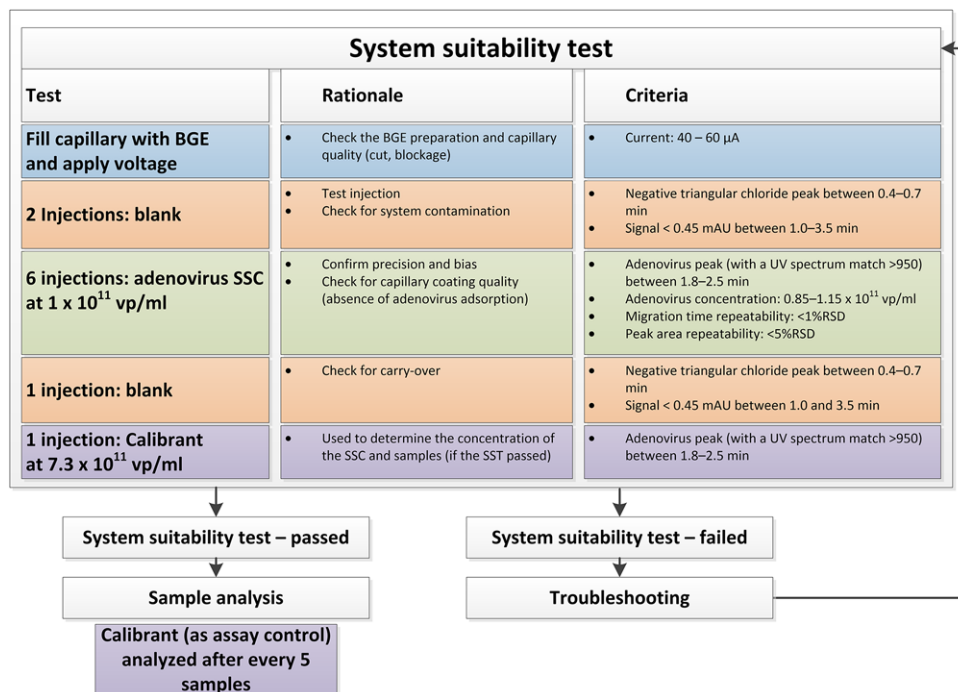 System suitability test
Test
Rationale
Criteria
Fill capillary with BGE
and apply voltage
• Check the BGE preparation and capillary
quality (cut, blockage)
• Current: 40 – 60 µA
2 Injections: blank
• Test injection
• Check for system contamination
• Negative triangular chloride peak between 0.4–0.7
min
• Signal < 0.45 mAU between 1.0–3.5 min
6 injections: adenovirus SSC
at 1 x 10¹¹ vp/ml
• Confirm precision and bias
• Check for capillary coating quality
(absence of adenovirus adsorption)
• Adenovirus peak (with a UV spectrum match >950)
between 1.8–2.5 min
• Adenovirus concentration: 0.85–1.15 x 10¹¹ vp/ml
• Migration time repeatability: <1%RSD
• Peak area repeatability: <5%RSD
1 injection: blank
• Check for carry-over
• Negative triangular chloride peak between 0.4–0.7
min
• Signal < 0.45 mAU between 1.0 and 3.5 min
1 injection: Calibrant
at 7.3 x 10¹¹ vp/ml
• Used to determine the concentration of
the SSC and samples (if the SST passed)
• Adenovirus peak (with a UV spectrum match >950)
between 1.8–2.5 min
System suitability test – passed
System suitability test – failed
Sample analysis
Troubleshooting
Calibrant (as assay control)
analyzed after every 5
samples